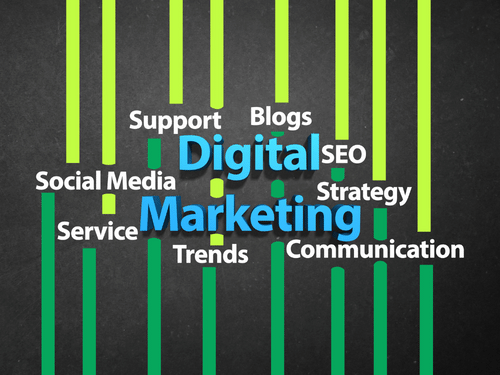 Support
Blogs
Digital
SEO
Social Media
Strategy
Marketing
Service
Trends
Communication